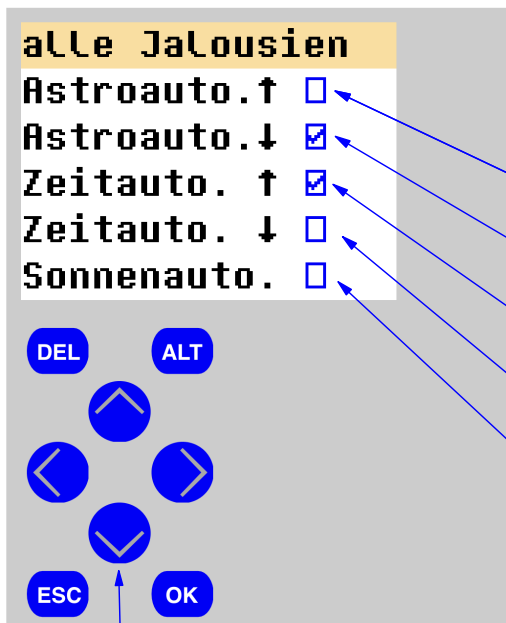 alle Jalousien
Astroauto.↑ ☐
Astroauto.↓ ☑
Zeitauto. ↑ ☑
Zeitauto. ↓ ☐
Sonnenauto. ☐
DEL ALT
ESC OK